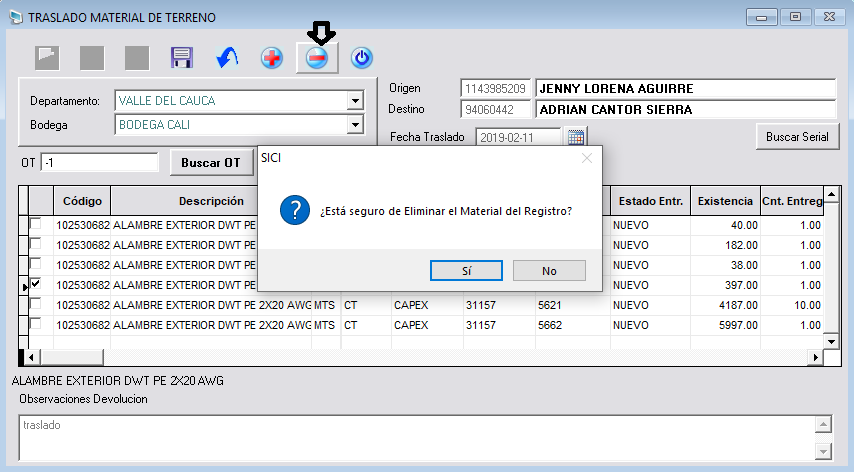 TRASLADO MATERIAL DE TERRENO
Departamento: VALLE DEL CAUCA
Bodega BODEGA CALI
Origen 1143985209 JENNY LORENA AGUIRRE
Destino 94060442 ADRIAN CANTOR SIERRA
Fecha Traslado 2019-02-11
Buscar Serial
OT -1 Buscar OT
SICI
¿Está seguro de Eliminar el Material del Registro?
Sí No
Código Descripción Estado Entr. Existencia Cnt. Entreg
102530682 ALAMBRE EXTERIOR DWT PE NUEVO 40.00 1.00
102530682 ALAMBRE EXTERIOR DWT PE NUEVO 182.00 1.00
102530682 ALAMBRE EXTERIOR DWT PE NUEVO 38.00 1.00
102530682 ALAMBRE EXTERIOR DWT PE NUEVO 397.00 1.00
102530682 ALAMBRE EXTERIOR DWT PE 2X20 AWG MTS CT CAPEX 31157 5621 NUEVO 4187.00 10.00
102530682 ALAMBRE EXTERIOR DWT PE 2X20 AWG MTS CT CAPEX 31157 5662 NUEVO 5997.00 1.00
ALAMBRE EXTERIOR DWT PE 2X20 AWG
Observaciones Devolucion
traslado